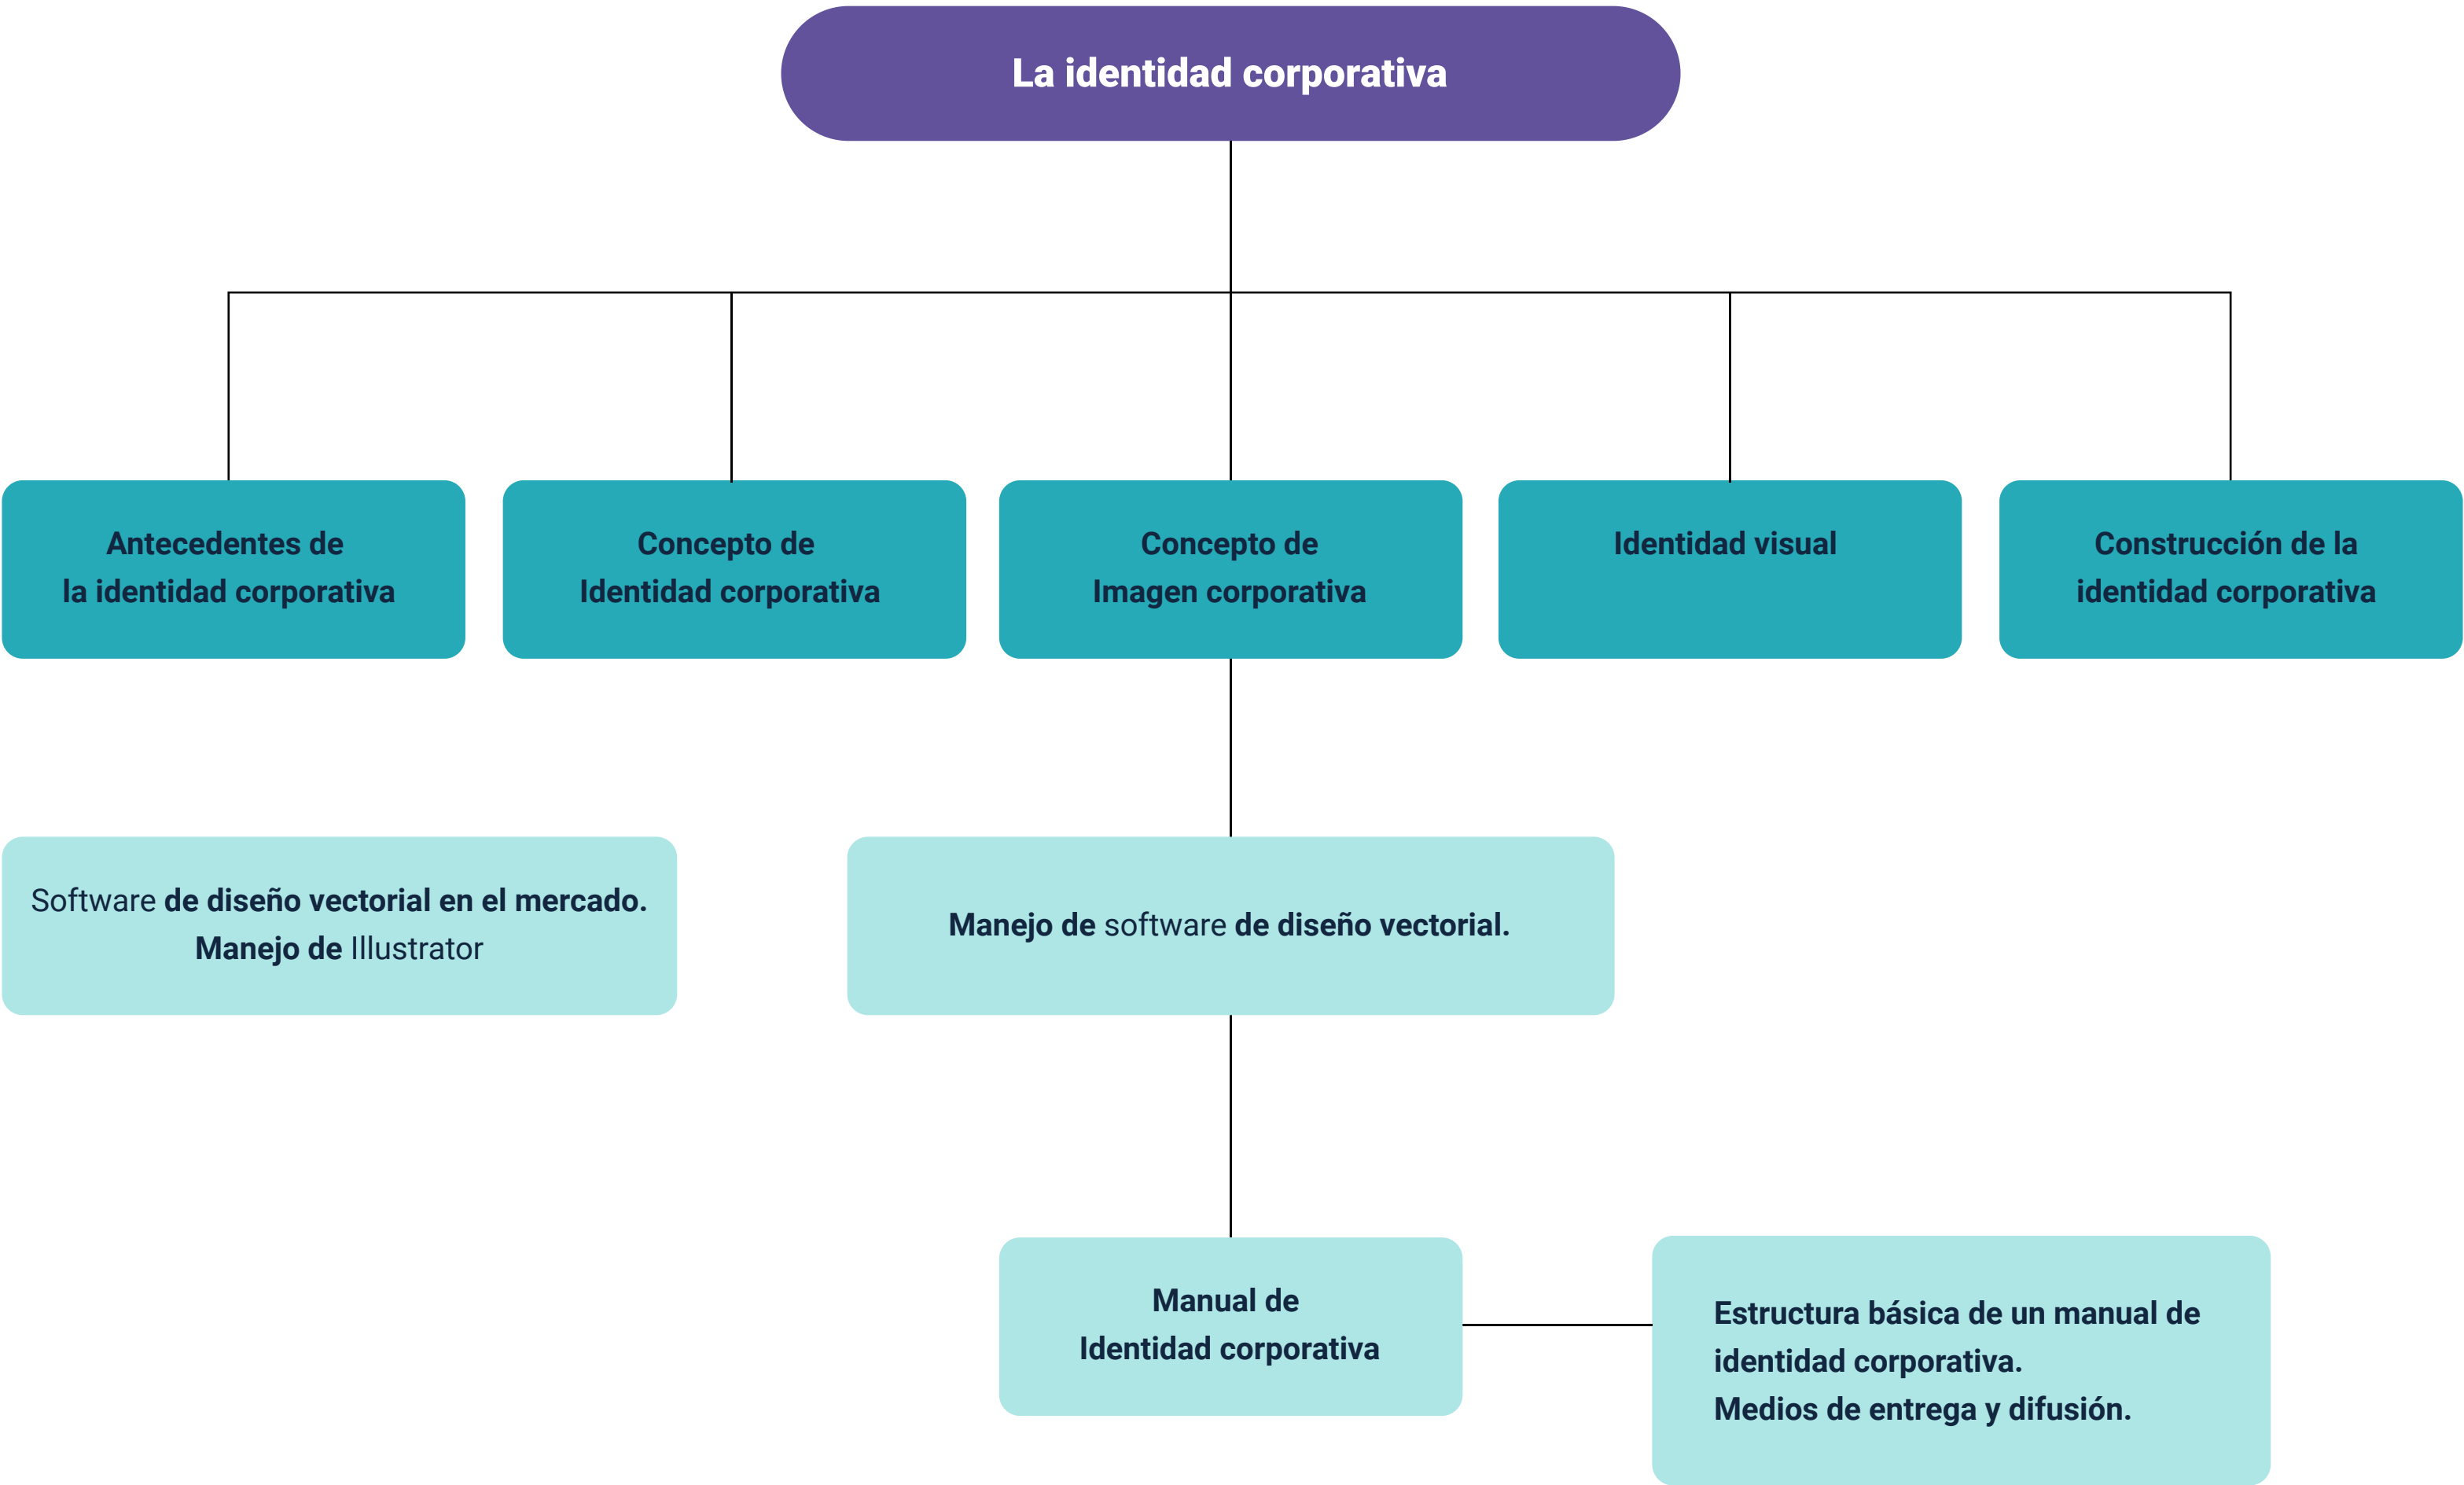 La identidad corporativa
Antecedentes de
la identidad corporativa
Concepto de
Identidad corporativa
Concepto de
Imagen corporativa
Identidad visual
Construcción de la
identidad corporativa
Software de diseño vectorial en el mercado.
Manejo de Illustrator
Manejo de software de diseño vectorial.
Manual de
Identidad corporativa
Estructura básica de un manual de
identidad corporativa.
Medios de entrega y difusión.